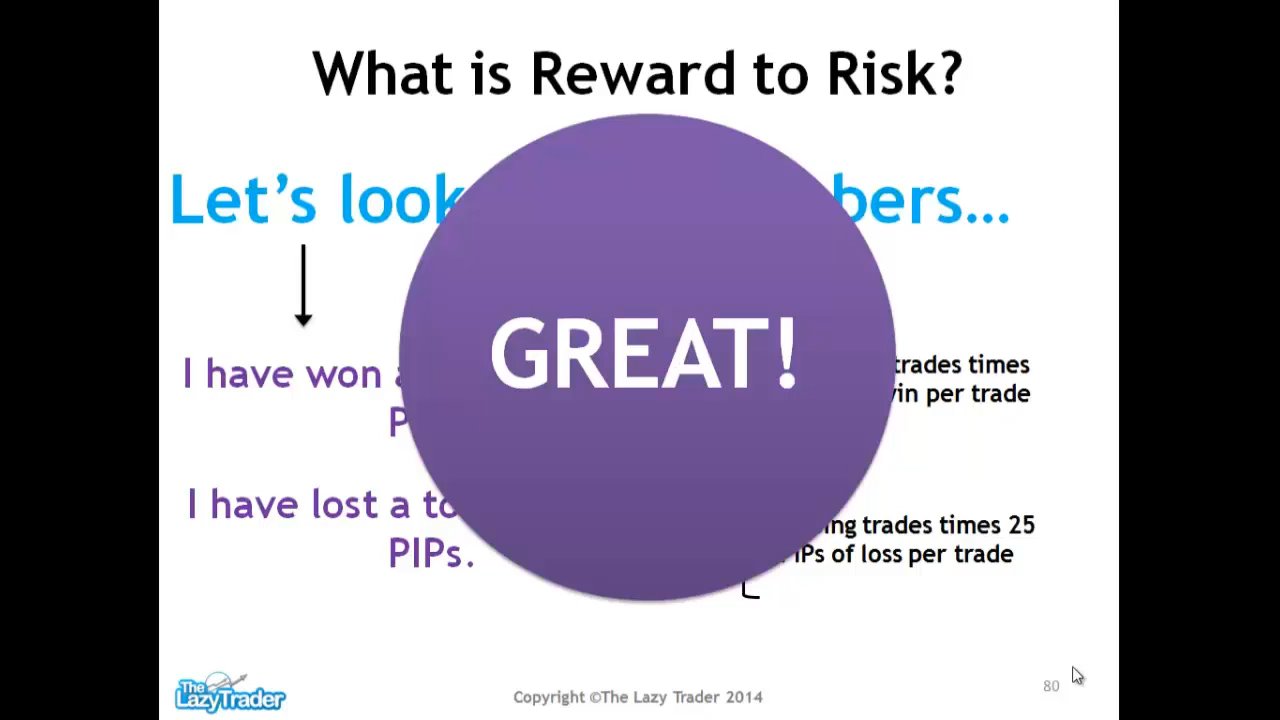 What is Reward to Risk?
Let's look bers...
GREAT!
I have won
trades times
win per trade
I have lost a to
PIPs.
ing trades times 25
IPs of loss per trade
The
LazyTrader
Copyright ©The Lazy Trader 2014
80